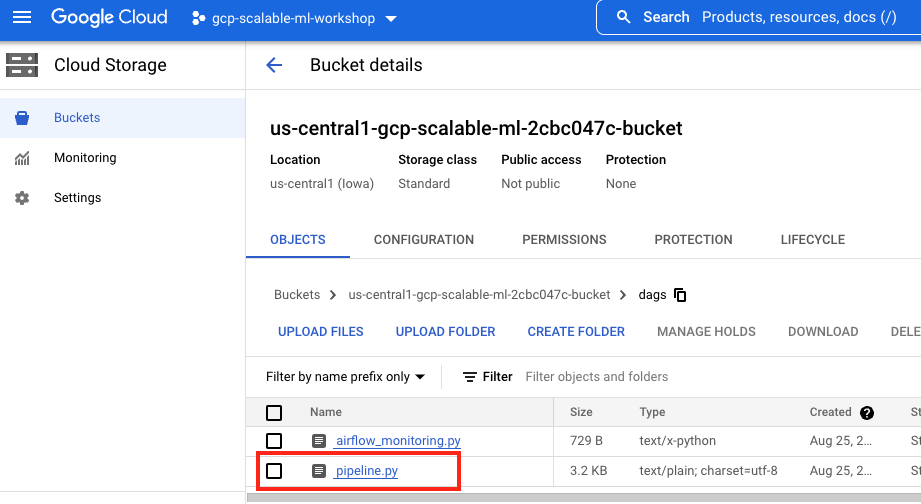 Google Cloud
gcp-scalable-ml-workshop
Search Products, resources, docs (/)
Cloud Storage
Bucket details
Buckets
Monitoring
Settings
us-central1-gcp-scalable-ml-2cbc047c-bucket
Location Storage class Public access Protection
us-central1 (Iowa) Standard Not public None
OBJECTS CONFIGURATION PERMISSIONS PROTECTION LIFECYCLE
Buckets > us-central1-gcp-scalable-ml-2cbc047c-bucket > dags
UPLOAD FILES UPLOAD FOLDER CREATE FOLDER MANAGE HOLDS DOWNLOAD DELE
Filter by name prefix only Filter Filter objects and folders
Name Size Type Created ? St
airflow_monitoring.py 729 B text/x-python Aug 25, 2... St
pipeline.py 3.2 KB text/plain; charset=utf-8 Aug 25, 2... St